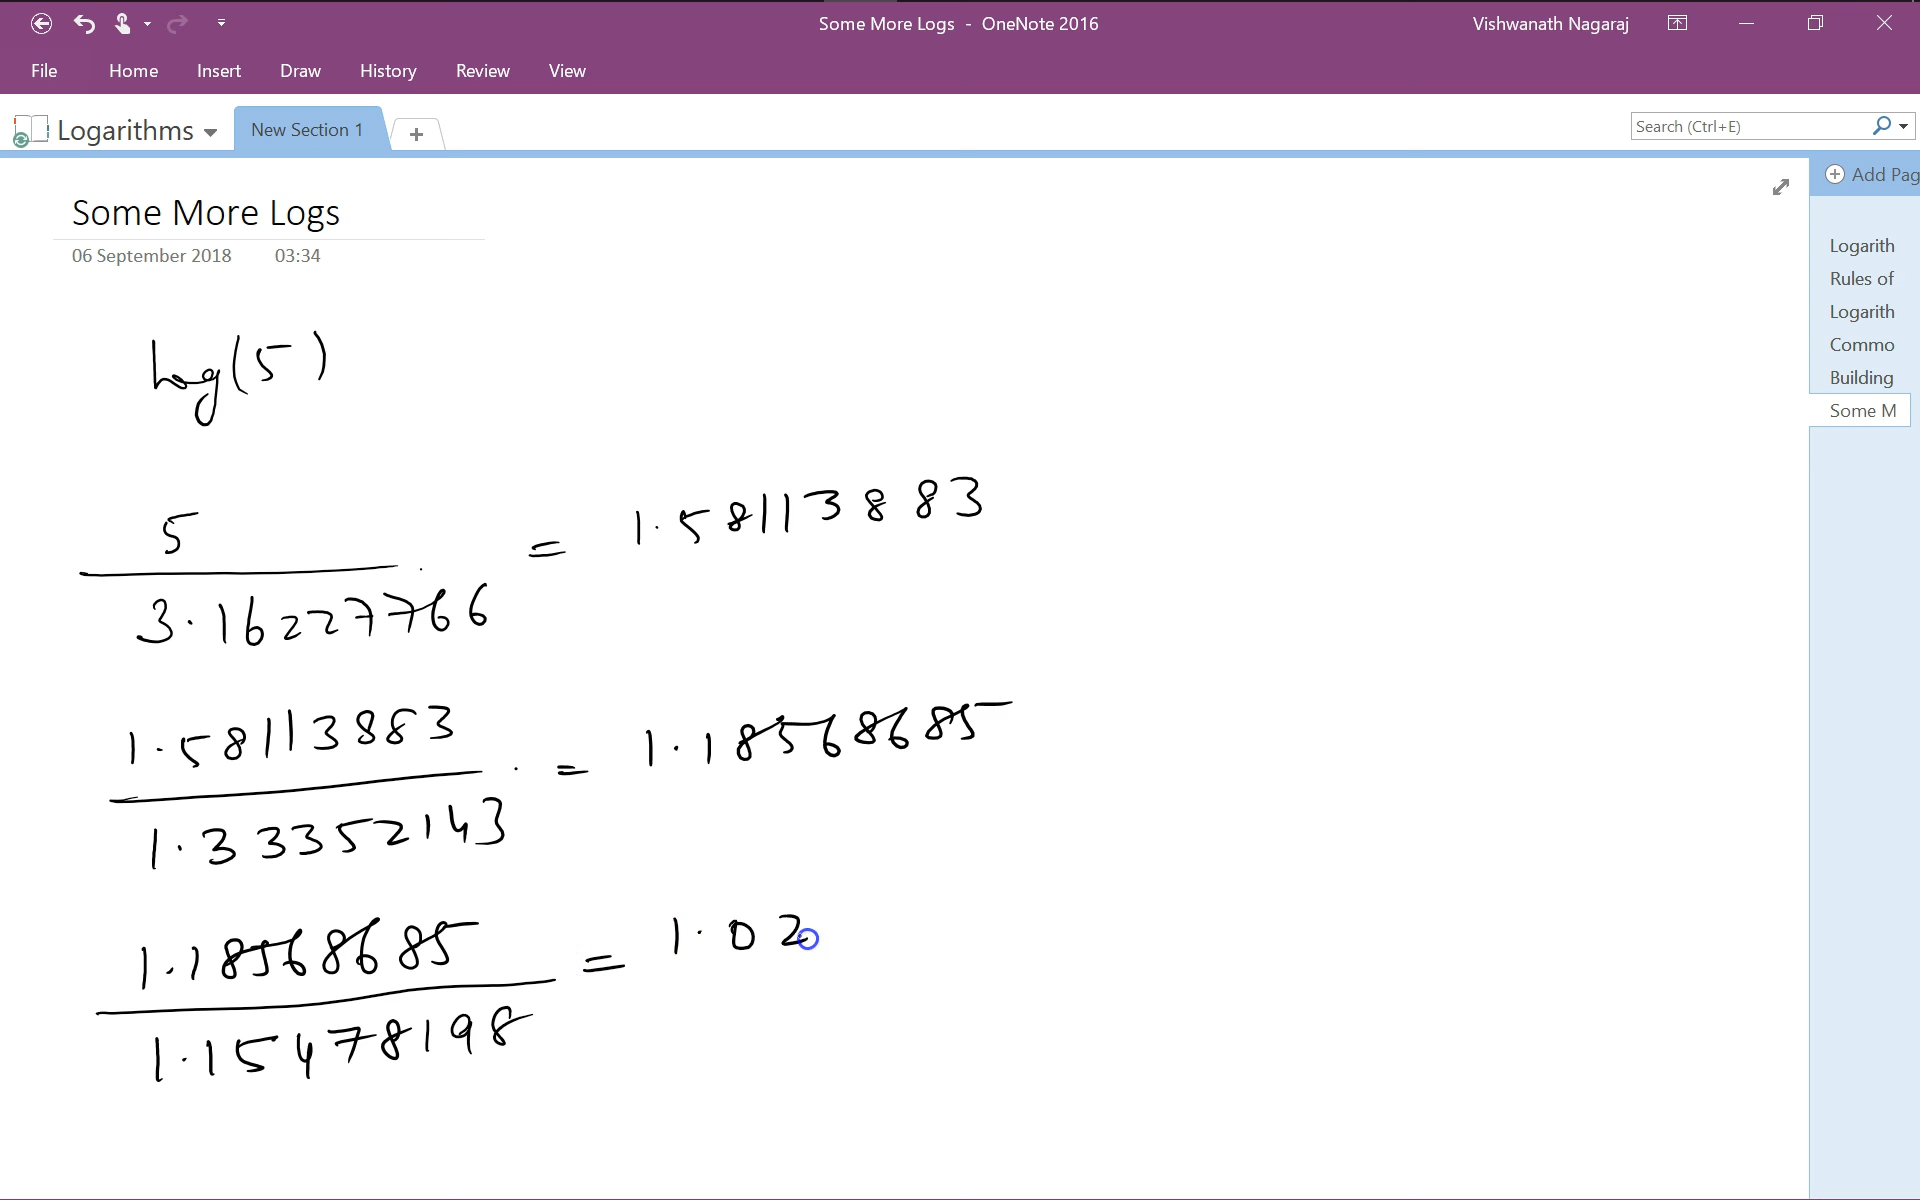 Some More Logs - OneNote 2016
Vishwanath Nagaraj
File Home Insert Draw History Review View
Logarithms
New Section 1
+
Search (Ctrl+E)
Add Pag
Some More Logs
06 September 2018 03:34
Logarith
Rules of
Logarith
Commo
Building
Some M
log(5)
5
= 1.58113883
3.16227766
1.58113883
= 1.18568685
1.33352143
1.18568685
= 1.02
1.15478198